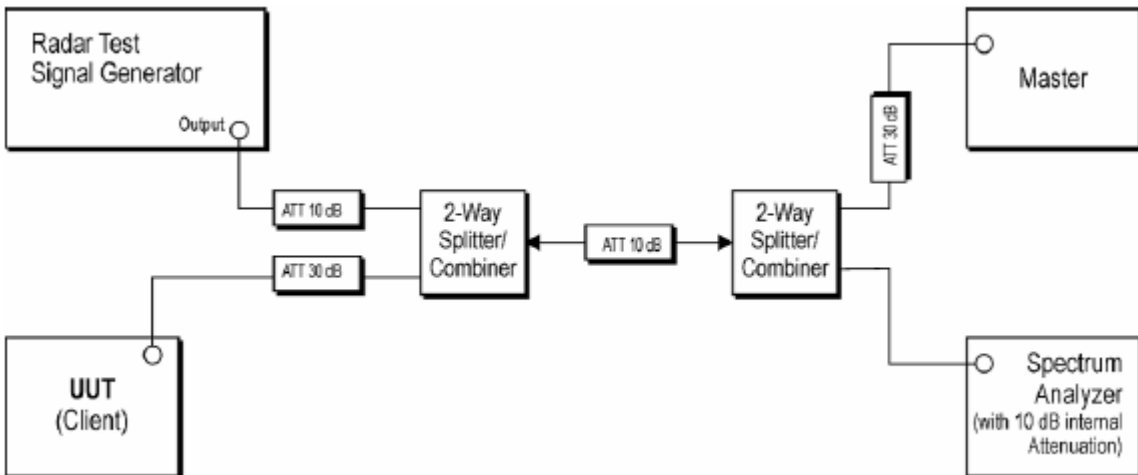 Radar Test
Signal Generator
Output
ATT 10 dB
ATT 30 dB
UUT
(Client)
2-Way
Splitter/
Combiner
ATT 10 dB
2-Way
Splitter/
Combiner
ATT 30 dB
Master
Spectrum
Analyzer
(with 10 dB internal
Attenuation)